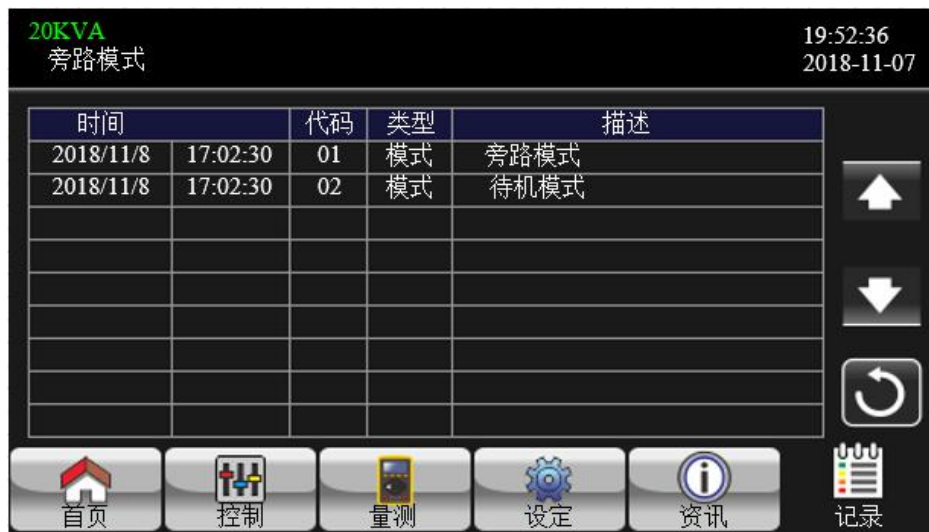 20KVA
旁路模式
19:52:36
2018-11-07
时间 代码 类型 描述
2018/11/8 17:02:30 01 模式 旁路模式
2018/11/8 17:02:30 02 模式 待机模式
首页 控制 量测 设定 资讯 记录